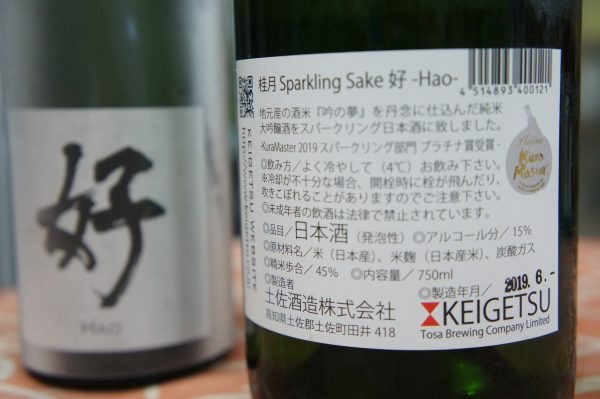 好
HAO
KEIGETSU WEBSITE
桂月 Sparkling Sake 好 -Hao-
4 514893 400121
地元産の酒米『吟の夢』を丹念に仕込んだ純米
大吟醸酒をスパークリング日本酒に致しました。
-KuraMaster 2019 スパークリング部門 プラチナ賞受賞-
◎飲み方／よく冷やして（4℃）お飲み下さい。
※冷却が不十分な場合、開栓時に栓が飛んだり、
吹きこぼれることがありますのでご注意下さい。
◎未成年者の飲酒は法律で禁止されています。
◎品目／日本酒（発泡性）◎アルコール分／15%
◎原材料名／米（日本産）、米麹（日本産米）、炭酸ガス
◎精米歩合／45% ◎内容量／750ml
◎製造者 ◎製造年月／2019. 6.-
土佐酒造株式会社
高知県土佐郡土佐町田井 418
KEIGETSU
Tosa Brewing Company Limited
Kura
Master